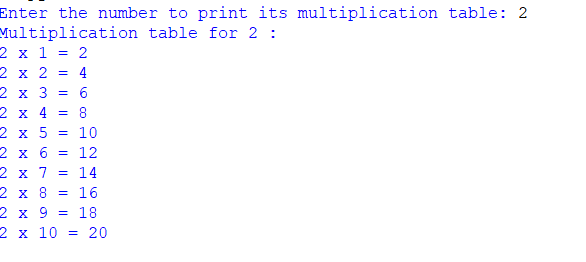 Enter the number to print its multiplication table: 2
Multiplication table for 2 :
2 x 1 = 2
2 x 2 = 4
2 x 3 = 6
2 x 4 = 8
2 x 5 = 10
2 x 6 = 12
2 x 7 = 14
2 x 8 = 16
2 x 9 = 18
2 x 10 = 20